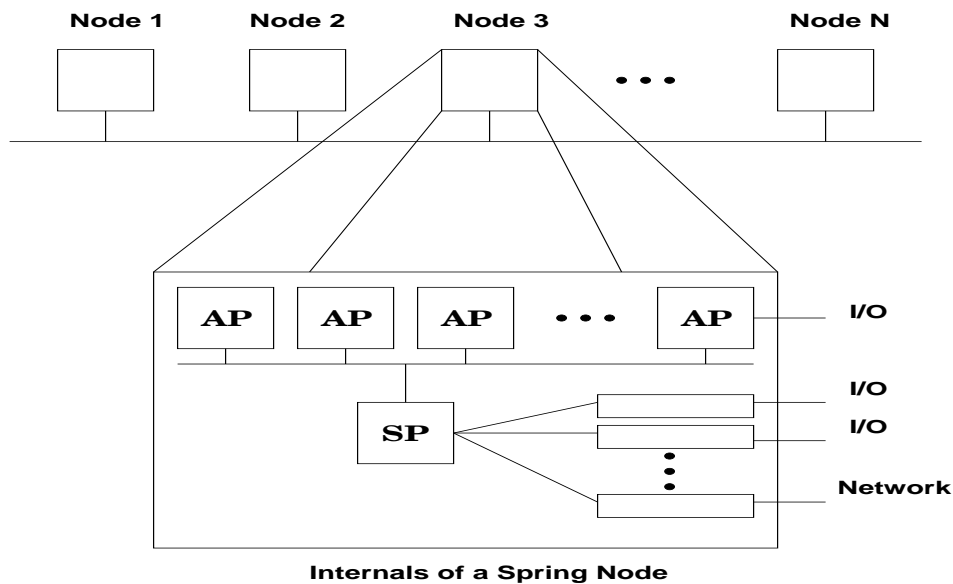 Node 1 Node 2 Node 3 Node N
AP AP AP AP I/O
I/O
SP I/O
Network
Internals of a Spring Node